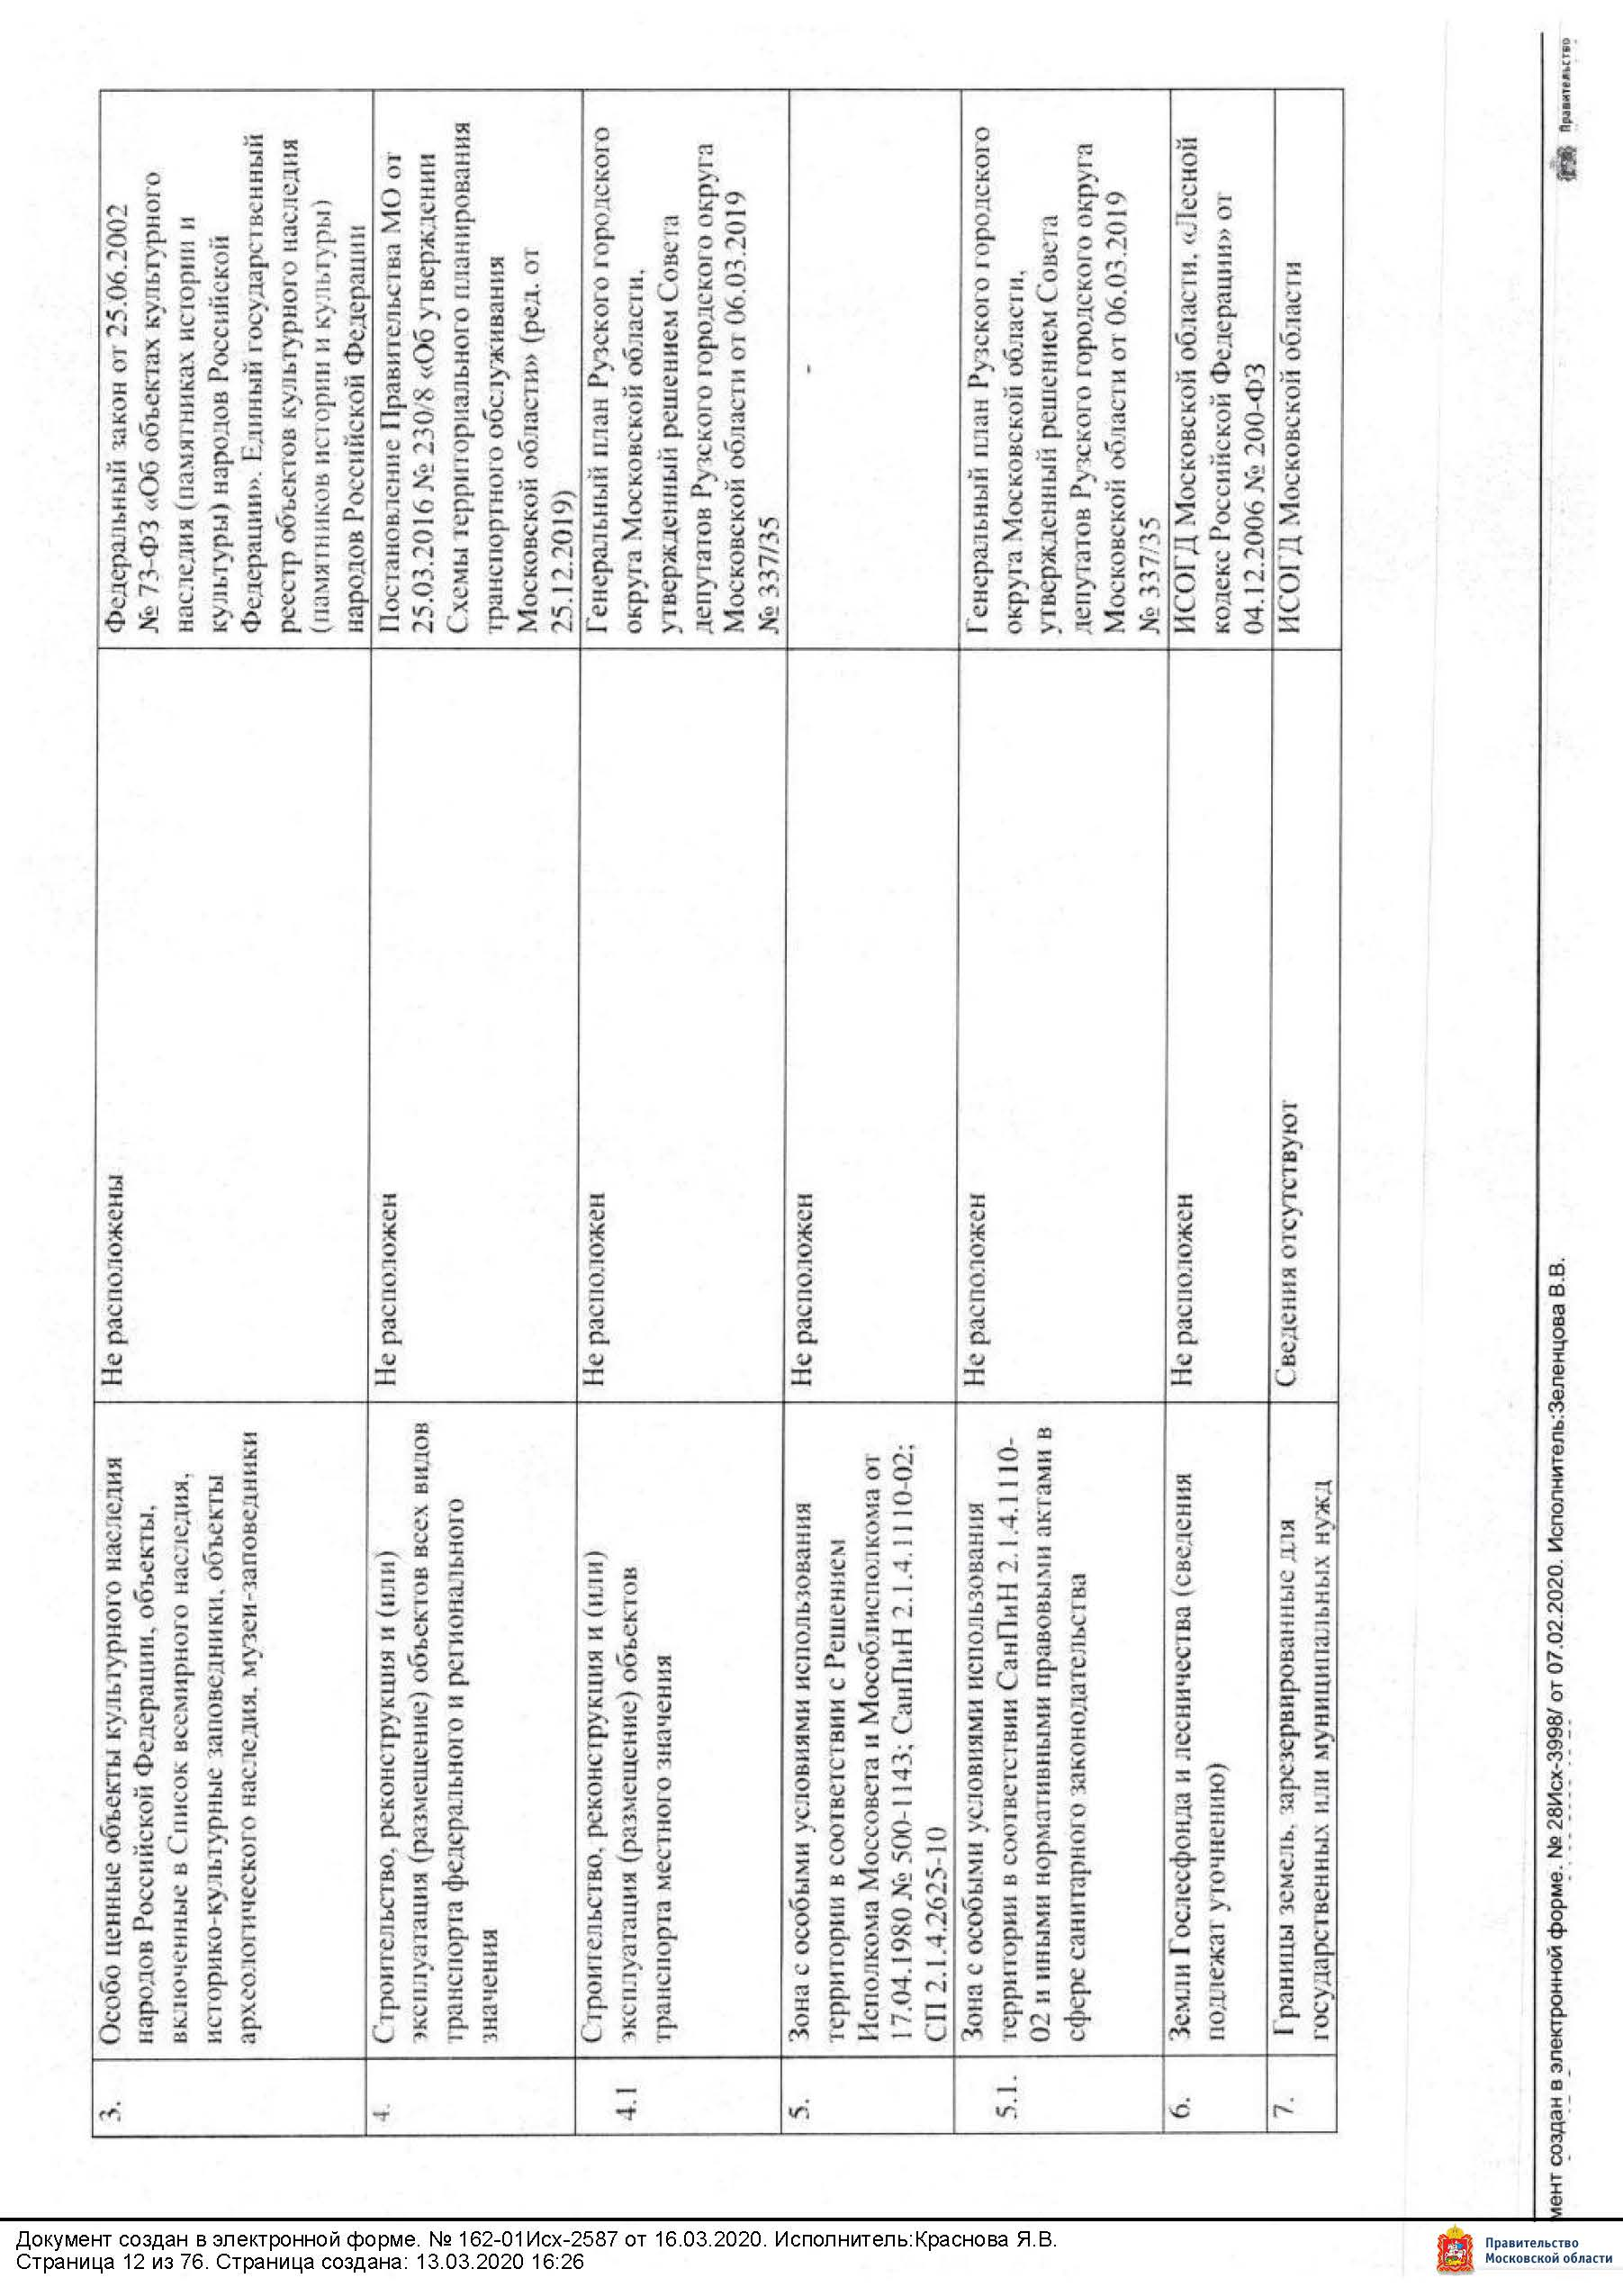 3.
Особо ценные объекты культурного наследия
народов Российской Федерации, объекты,
включенные в Список всемирного наследия,
историко-культурные заповедники, объекты
археологического наследия, музеи-заповедники
Не расположены
Федеральный закон от 25.06.2002
№ 73-ФЗ «Об объектах культурного
наследия (памятниках истории и
культуры) народов Российской
Федерации». Единый государственный
реестр объектов культурного наследия
(памятников истории и культуры)
народов Российской Федерации
4.
Строительство, реконструкция и (или)
эксплуатация (размещение) объектов всех видов
транспорта федерального и регионального
значения
Не расположен
Постановление Правительства МО от
25.03.2016 № 230/8 «Об утверждении
Схемы территориального планирования
транспортного обслуживания
Московской области» (ред. от
25.12.2019)
4.1
Строительство, реконструкция и (или)
эксплуатация (размещение) объектов
транспорта местного значения
Не расположен
Генеральный план Рузского городского
округа Московской области,
утвержденный решением Совета
депутатов Рузского городского округа
Московской области от 06.03.2019
№ 337/35
5.
Зона с особыми условиями использования
территории в соответствии с Решением
Исполкома Моссовета и Мособлисполкома от
17.04.1980 № 500-1143; СанПиН 2.1.4.1110-02;
СП 2.1.4.2625-10
Не расположен
-
5.1.
Зона с особыми условиями использования
территории в соответствии СанПиН 2.1.4.1110-
02 и иными нормативными правовыми актами в
сфере санитарного законодательства
Не расположен
Генеральный план Рузского городского
округа Московской области,
утвержденный решением Совета
депутатов Рузского городского округа
Московской области от 06.03.2019
№ 337/35
6.
Земли Гослесфонда и лесничества (сведения
подлежат уточнению)
Не расположен
ИСОГД Московской области, «Лесной
кодекс Российской Федерации» от
04.12.2006 № 200-ФЗ
7.
Границы земель, зарезервированные для
государственных или муниципальных нужд
Сведения отсутствуют
ИСОГД Московской области
мент создан в электронной форме. № 28Исх-3998/ от 07.02.2020. Исполнитель:Зеленцова В.В.
Правительство
Документ создан в электронной форме. № 162-01Исх-2587 от 16.03.2020. Исполнитель:Краснова Я.В.
Страница 12 из 76. Страница создана: 13.03.2020 16:26
Правительство
Московской области